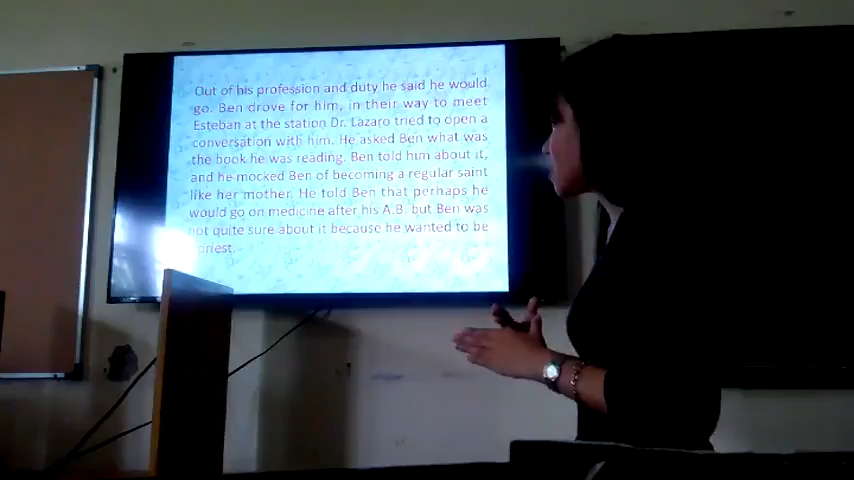 Out of his profession and duty he said he would
go. Ben drove for him, in their way to meet
Esteban at the station Dr. Lazaro tried to open a
conversation with him. He asked Ben what was
the book he was reading. Ben told him about it,
and he mocked Ben of becoming a regular saint
like her mother. He told Ben that perhaps he
would go on medicine after his A.B. but Ben was
not quite sure about it because he wanted to be
priest.